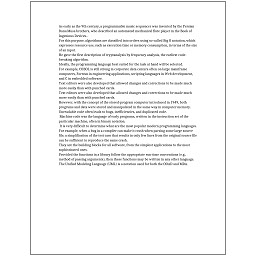 As early as the 9th century, a programmable music sequencer was invented by the Persian
Banu Musa brothers, who described an automated mechanical flute player in the Book of
Ingenious Devices.
For this purpose, algorithms are classified into orders using so-called Big O notation, which
expresses resource use, such as execution time or memory consumption, in terms of the size
of an input.
He gave the first description of cryptanalysis by frequency analysis, the earliest code-
breaking algorithm.
Ideally, the programming language best suited for the task at hand will be selected.
For example, COBOL is still strong in corporate data centers often on large mainframe
computers, Fortran in engineering applications, scripting languages in Web development,
and C in embedded software.
Text editors were also developed that allowed changes and corrections to be made much
more easily than with punched cards.
Text editors were also developed that allowed changes and corrections to be made much
more easily than with punched cards.
However, with the concept of the stored-program computer introduced in 1949, both
programs and data were stored and manipulated in the same way in computer memory.
Unreadable code often leads to bugs, inefficiencies, and duplicated code.
Machine code was the language of early programs, written in the instruction set of the
particular machine, often in binary notation.
It is very difficult to determine what are the most popular modern programming languages.
For example, when a bug in a compiler can make it crash when parsing some large source
file, a simplification of the test case that results in only few lines from the original source file
can be sufficient to reproduce the same crash.
They are the building blocks for all software, from the simplest applications to the most
sophisticated ones.
Provided the functions in a library follow the appropriate run-time conventions (e.g.,
method of passing arguments), then these functions may be written in any other language.
The Unified Modeling Language (UML) is a notation used for both the OOAD and MDA.